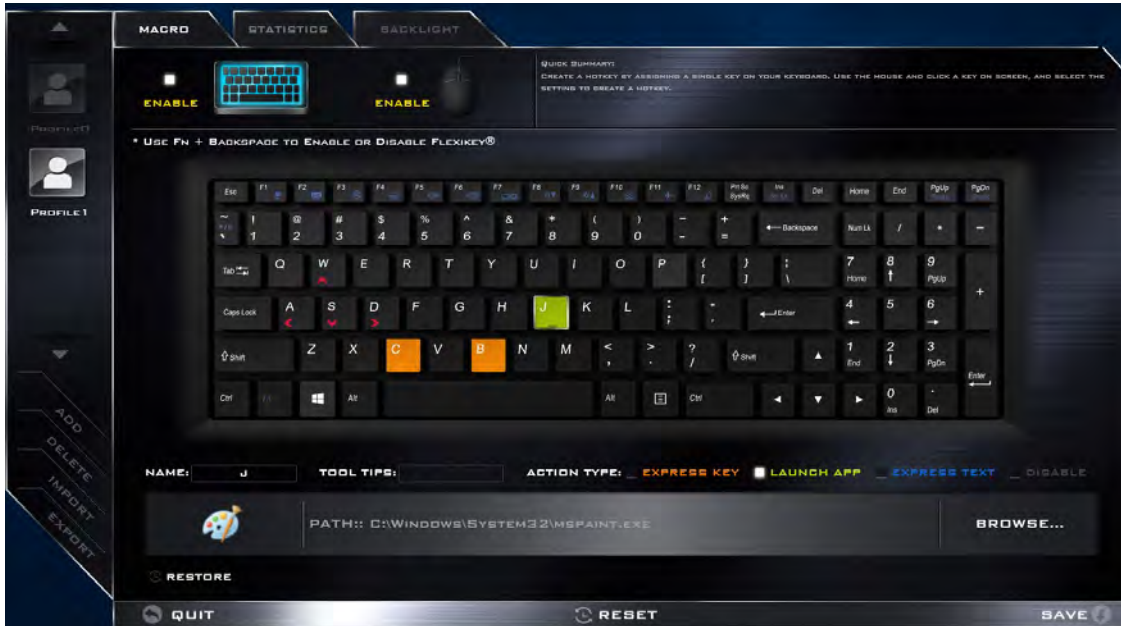 MACRO STATISTICS BACKLIGHT
ENABLE
ENABLE
QUICK SUMMARY:
CREATE A HOTKEY BY ASSIGNING A SINGLE KEY ON YOUR KEYBOARD. USE THE MOUSE AND CLICK A KEY ON SCREEN, AND SELECT THE
SETTING TO CREATE A HOTKEY.
PROFILE0
PROFILE 1
* USE FN + BACKSPACE TO ENABLE OR DISABLE FLEXIKEY®
Esc F1 F2 F3 F4 F5 F6 F7 F8 F9 F10 F11 F12 Prt Sc Ins Del Home End PgUp PgDn
SysRq
~ ! @ # $ % ^ & * ( ) − +
` 1 2 3 4 5 6 7 8 9 0 - = Backspace Num Lk / * −
Tab Q W E R T Y U I O P { } | 7 8 9
[ ] \ Home PgUp +
Caps Lock A S D F G H J K L : " Enter 4 5 6
; '
Shift Z X C V B N M < > ? Shift 1 2 3
, . / End PgDn Enter
Ctrl Alt Alt Ctrl 0 .
Ins Del
NAME: J TOOL TIPS: ACTION TYPE: EXPRESS KEY LAUNCH APP EXPRESS TEXT DISABLE
PATH:: C:\WINDOWS\SYSTEM32\MSPAINT.EXE BROWSE...
RESTORE
ADD
DELETE
IMPORT
EXPORT
QUIT RESET SAVE